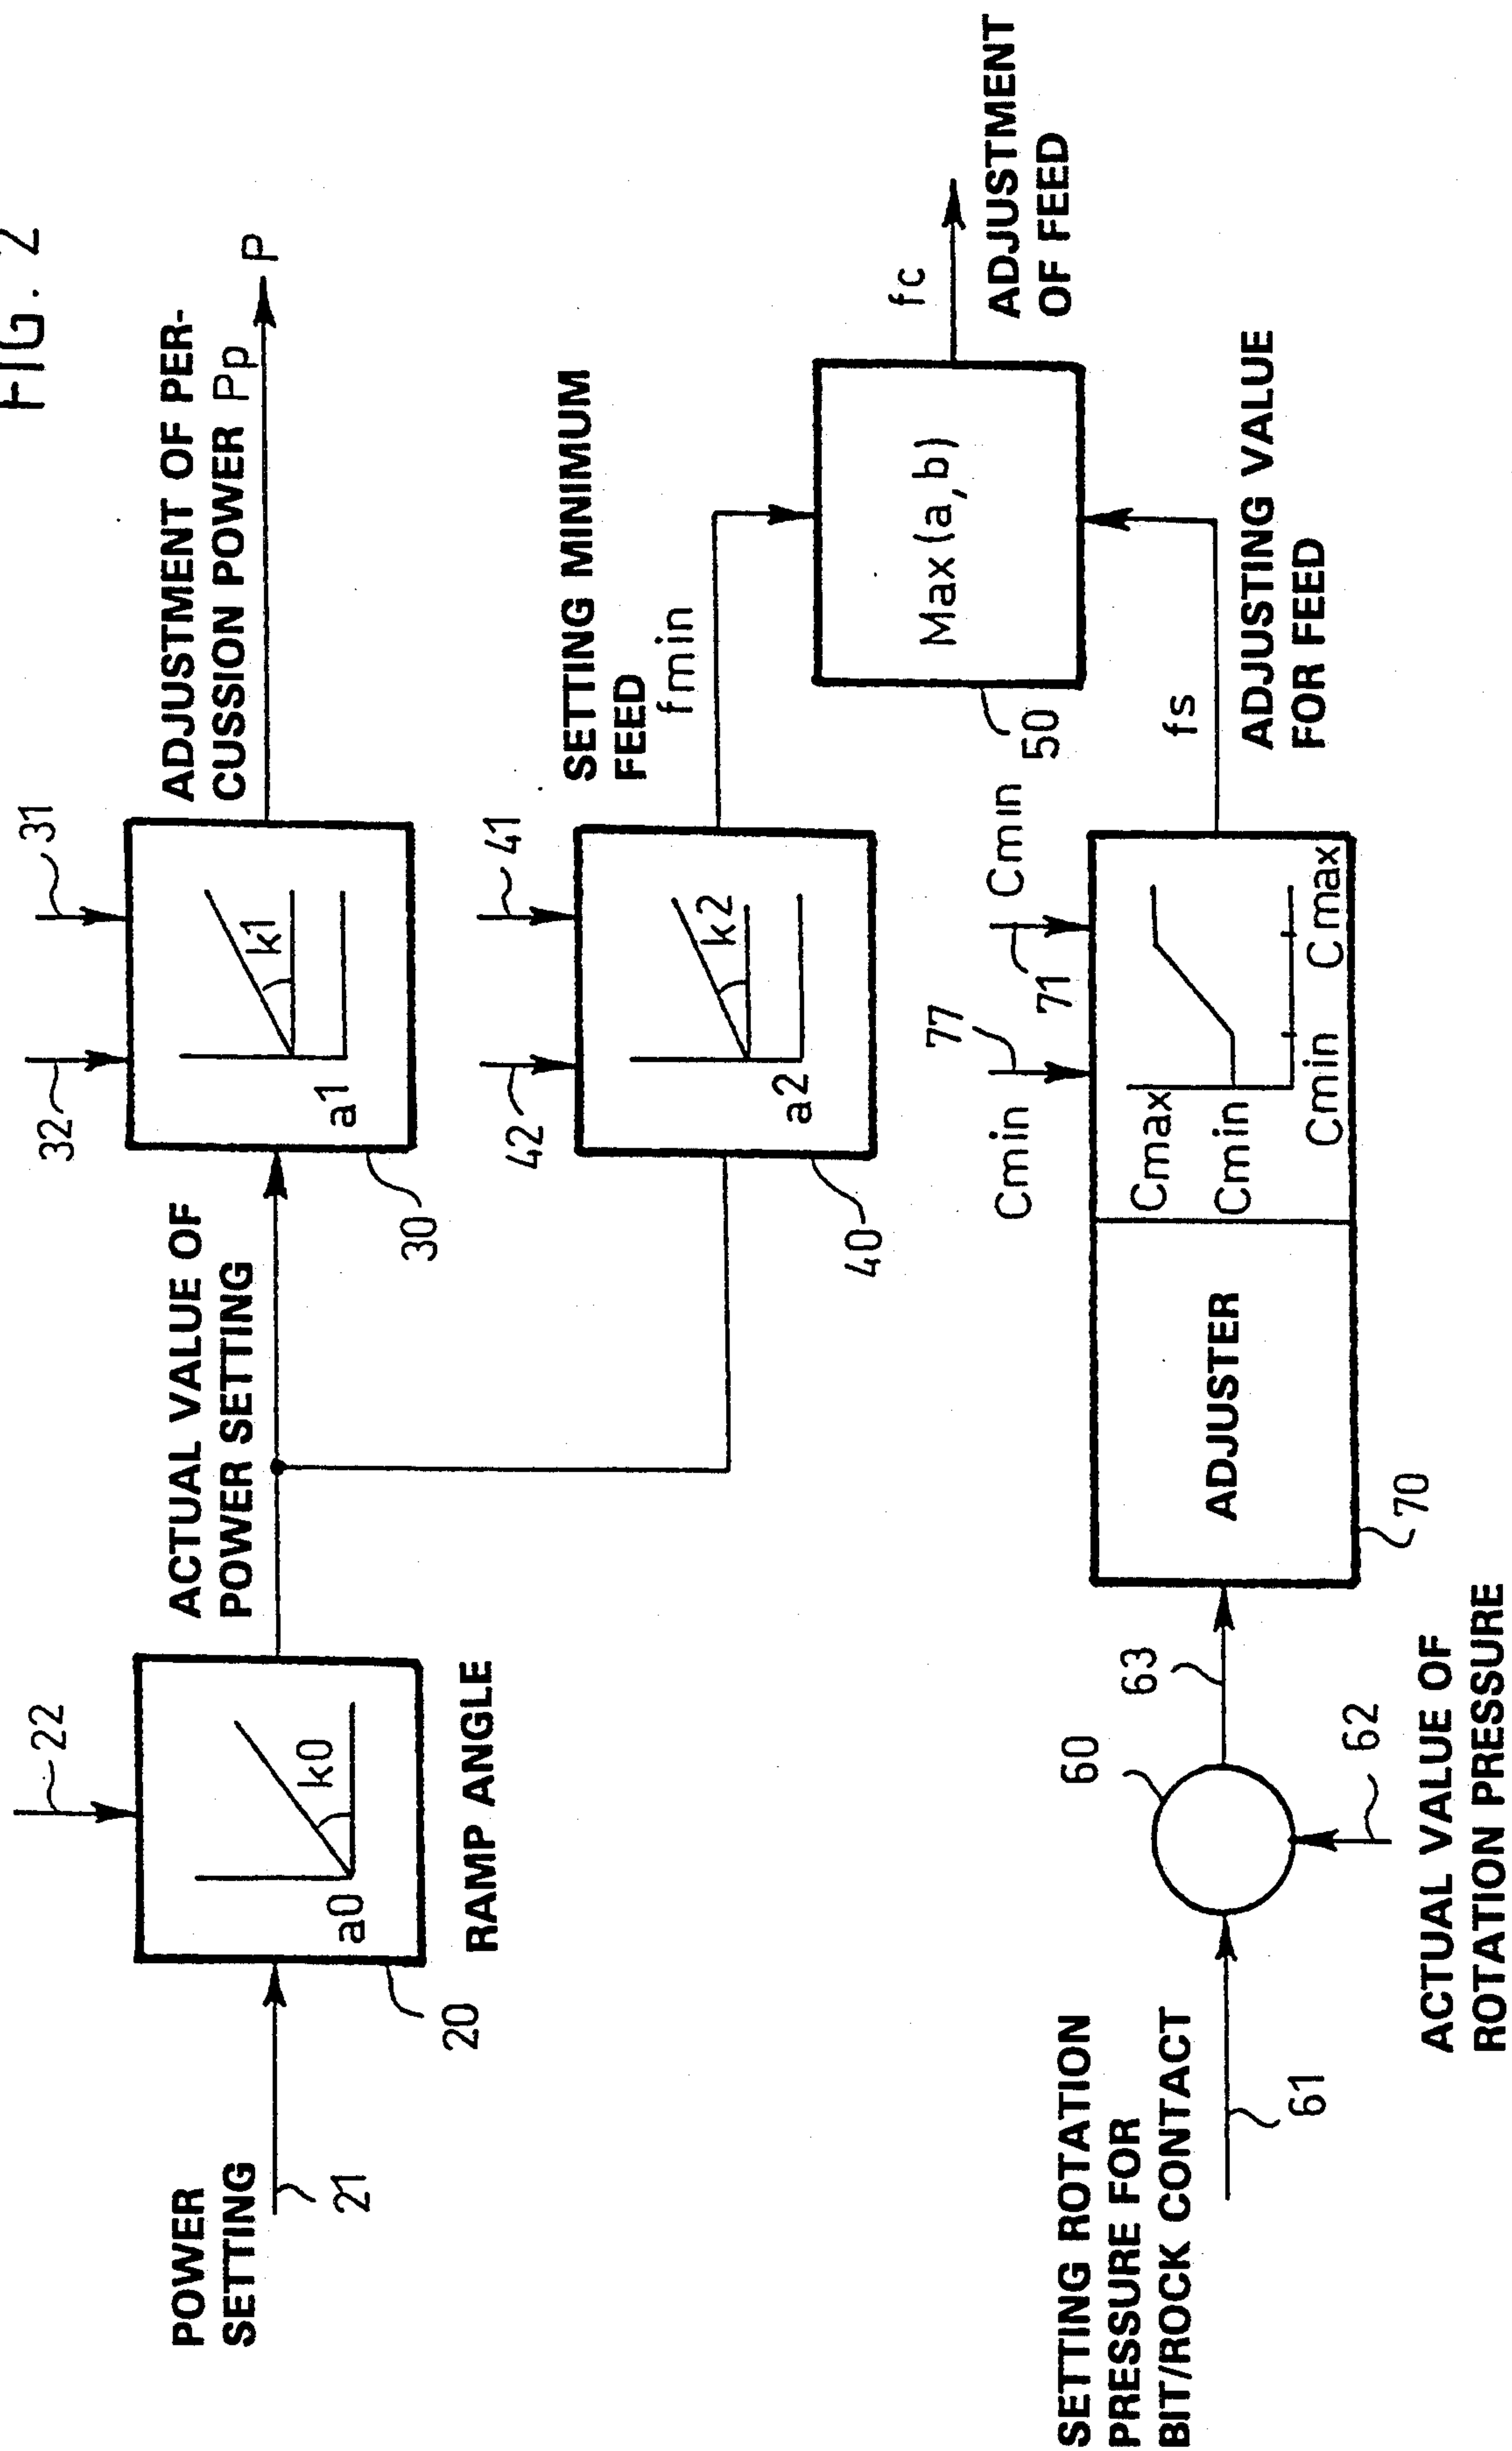 FIG. 2
POWER
SETTING
21
22
a0
k0
20
RAMP ANGLE
ACTUAL VALUE OF
POWER SETTING
32
31
a1
k1
30
ADJUSTMENT OF PER-
CUSSION POWER Pp
P
42
41
a2
k2
40
SETTING MINIMUM
FEED
fmin
Max(a,b)
50
fc
ADJUSTMENT
OF FEED
SETTING ROTATION
PRESSURE FOR
BIT/ROCK CONTACT
61
60
62
63
ACTUAL VALUE OF
ROTATION PRESSURE
ADJUSTER
70
Cmin
77
71
Cmin
Cmax
Cmin
Cmin
Cmax
fs
ADJUSTING VALUE
FOR FEED